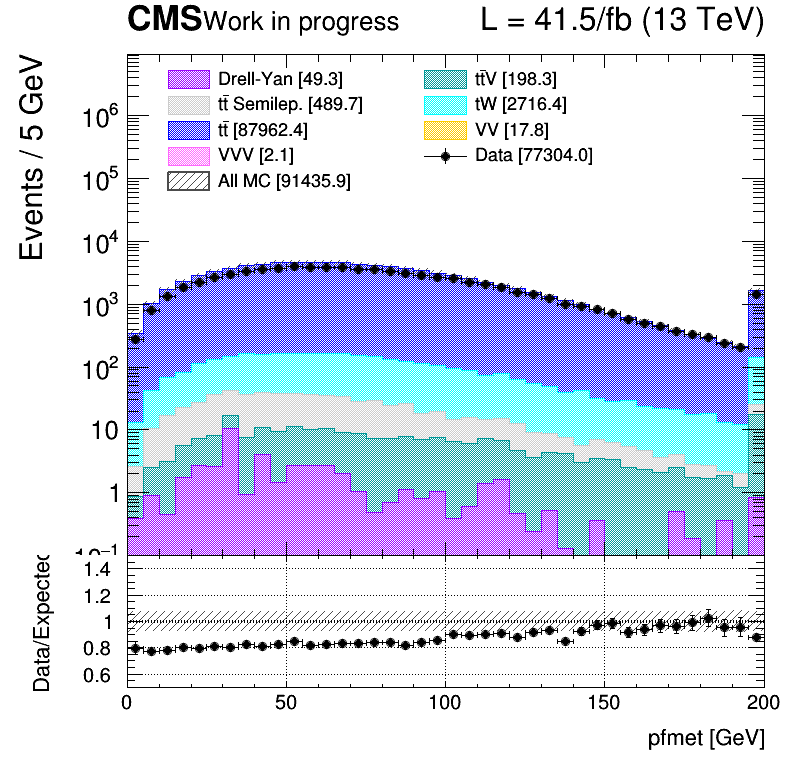 CMS Work in progress L = 41.5/fb (13 TeV)
Events / 5 GeV
Drell-Yan [49.3]
tt̄ Semilep. [489.7]
tt̄ [87962.4]
VVV [2.1]
All MC [91435.9]
tt̄V [198.3]
tW [2716.4]
VV [17.8]
Data [77304.0]
10⁶
10⁵
10⁴
10³
10²
10
1
10⁻¹
Data/Expected
1.4
1.2
1
0.8
0.6
0 50 100 150 200
pfmet [GeV]